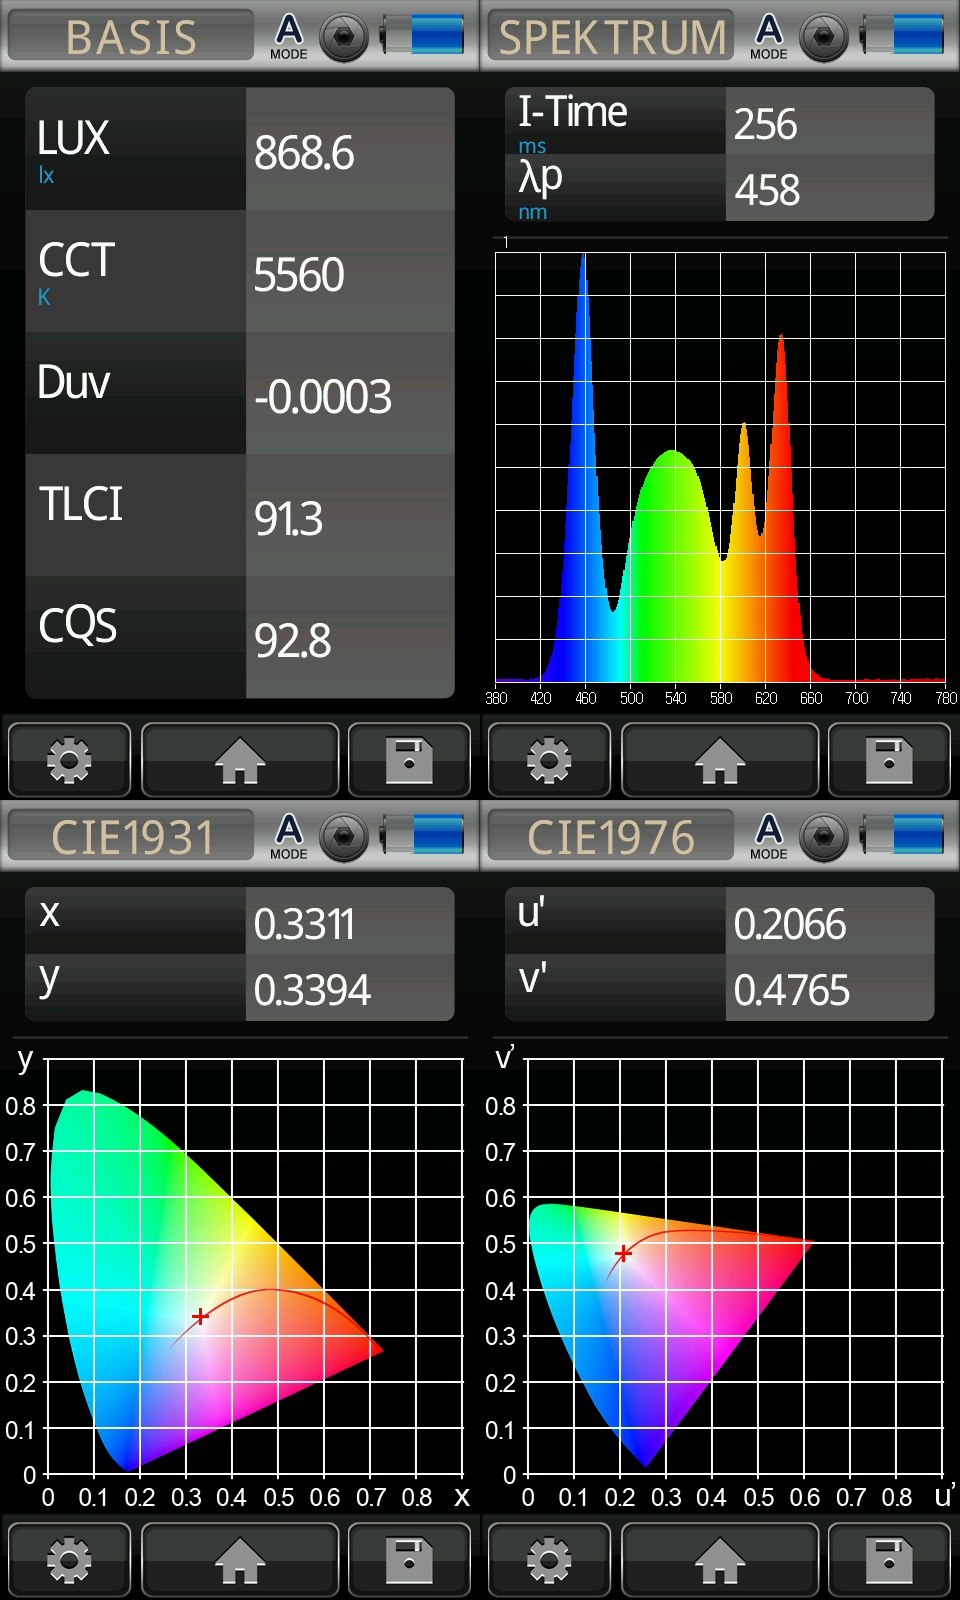 BASIS
A
MODE
LUX
lx
868.6
CCT
K
5560
Duv
-0.0003
TLCI
91.3
CQS
92.8
SPEKTRUM
A
MODE
I-Time
ms
256
λp
nm
458
1
380 420 460 500 540 580 620 660 700 740 780
CIE1931
A
MODE
x
0.3311
y
0.3394
y
0.8
0.7
0.6
0.5
0.4
0.3
0.2
0.1
0
0 0.1 0.2 0.3 0.4 0.5 0.6 0.7 0.8 x
CIE1976
A
MODE
u'
0.2066
v'
0.4765
v'
0.8
0.7
0.6
0.5
0.4
0.3
0.2
0.1
0
0 0.1 0.2 0.3 0.4 0.5 0.6 0.7 0.8 u'